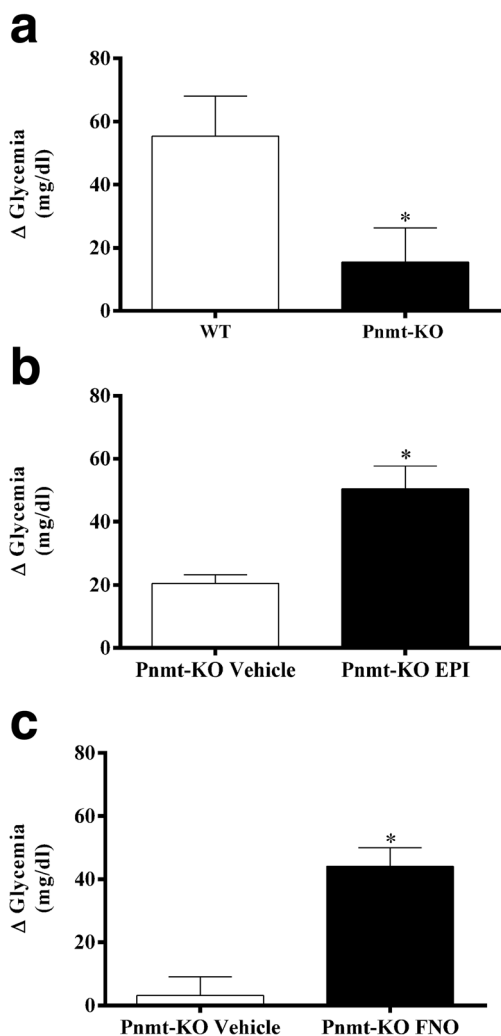 a
80
60
40
20
0
Δ Glycemia
(mg/dl)
*
WT Pnmt-KO
b
80
60
40
20
0
Δ Glycemia
(mg/dl)
*
Pnmt-KO Vehicle Pnmt-KO EPI
c
80
60
40
20
0
Δ Glycemia
(mg/dl)
*
Pnmt-KO Vehicle Pnmt-KO FNO